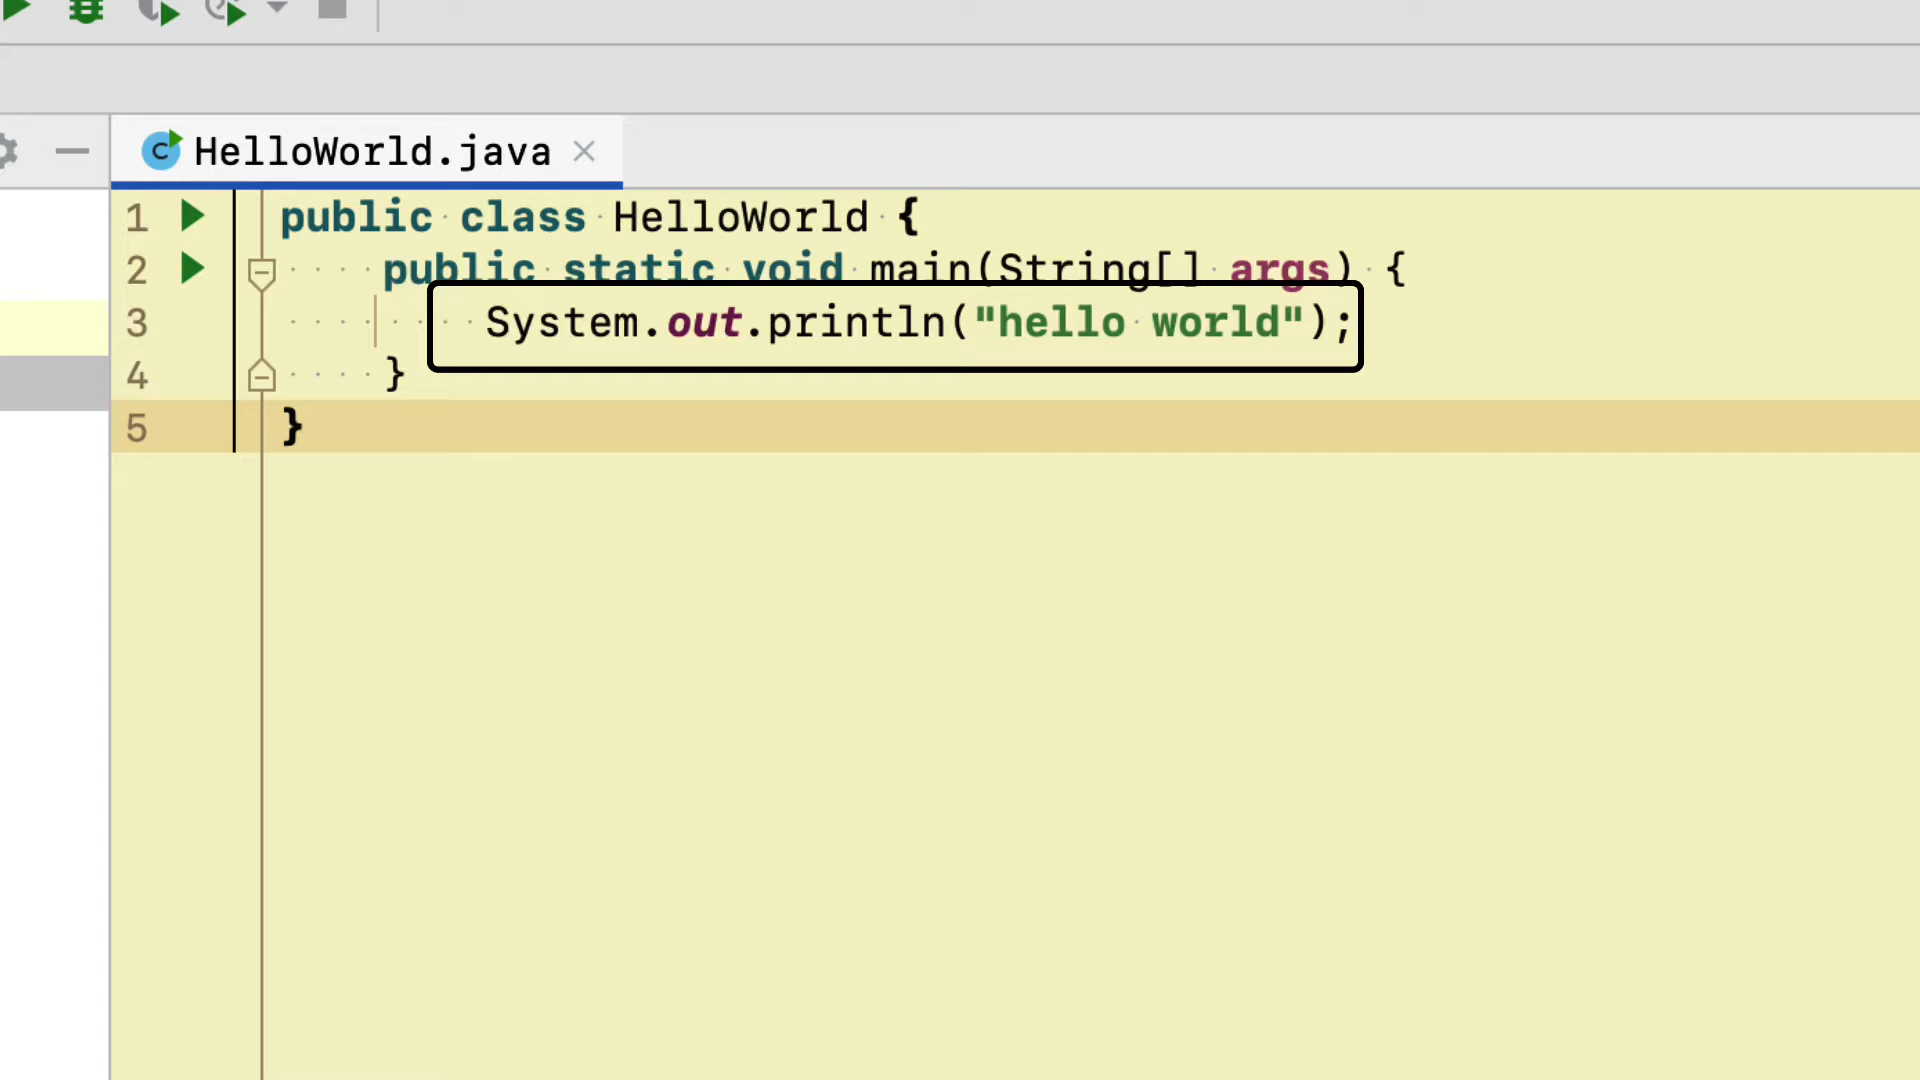 HelloWorld.java
1 public class HelloWorld {
2 public static void main(String[] args) {
3 System.out.println("hello world");
4 }
5 }